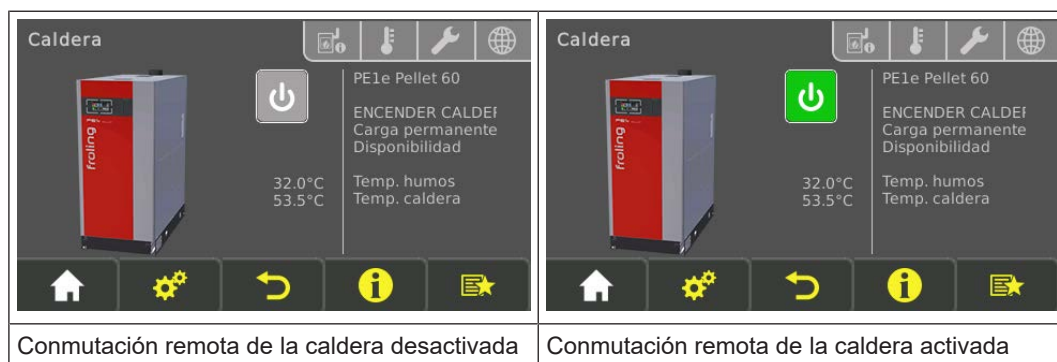 Caldera
froling
PE1e Pellet 60
ENCENDER CALDEF
Carga permanente
Disponibilidad
32.0°C Temp. humos
53.5°C Temp. caldera
Conmutación remota de la caldera desactivada
Caldera
froling
PE1e Pellet 60
ENCENDER CALDEF
Carga permanente
Disponibilidad
32.0°C Temp. humos
53.5°C Temp. caldera
Conmutación remota de la caldera activada